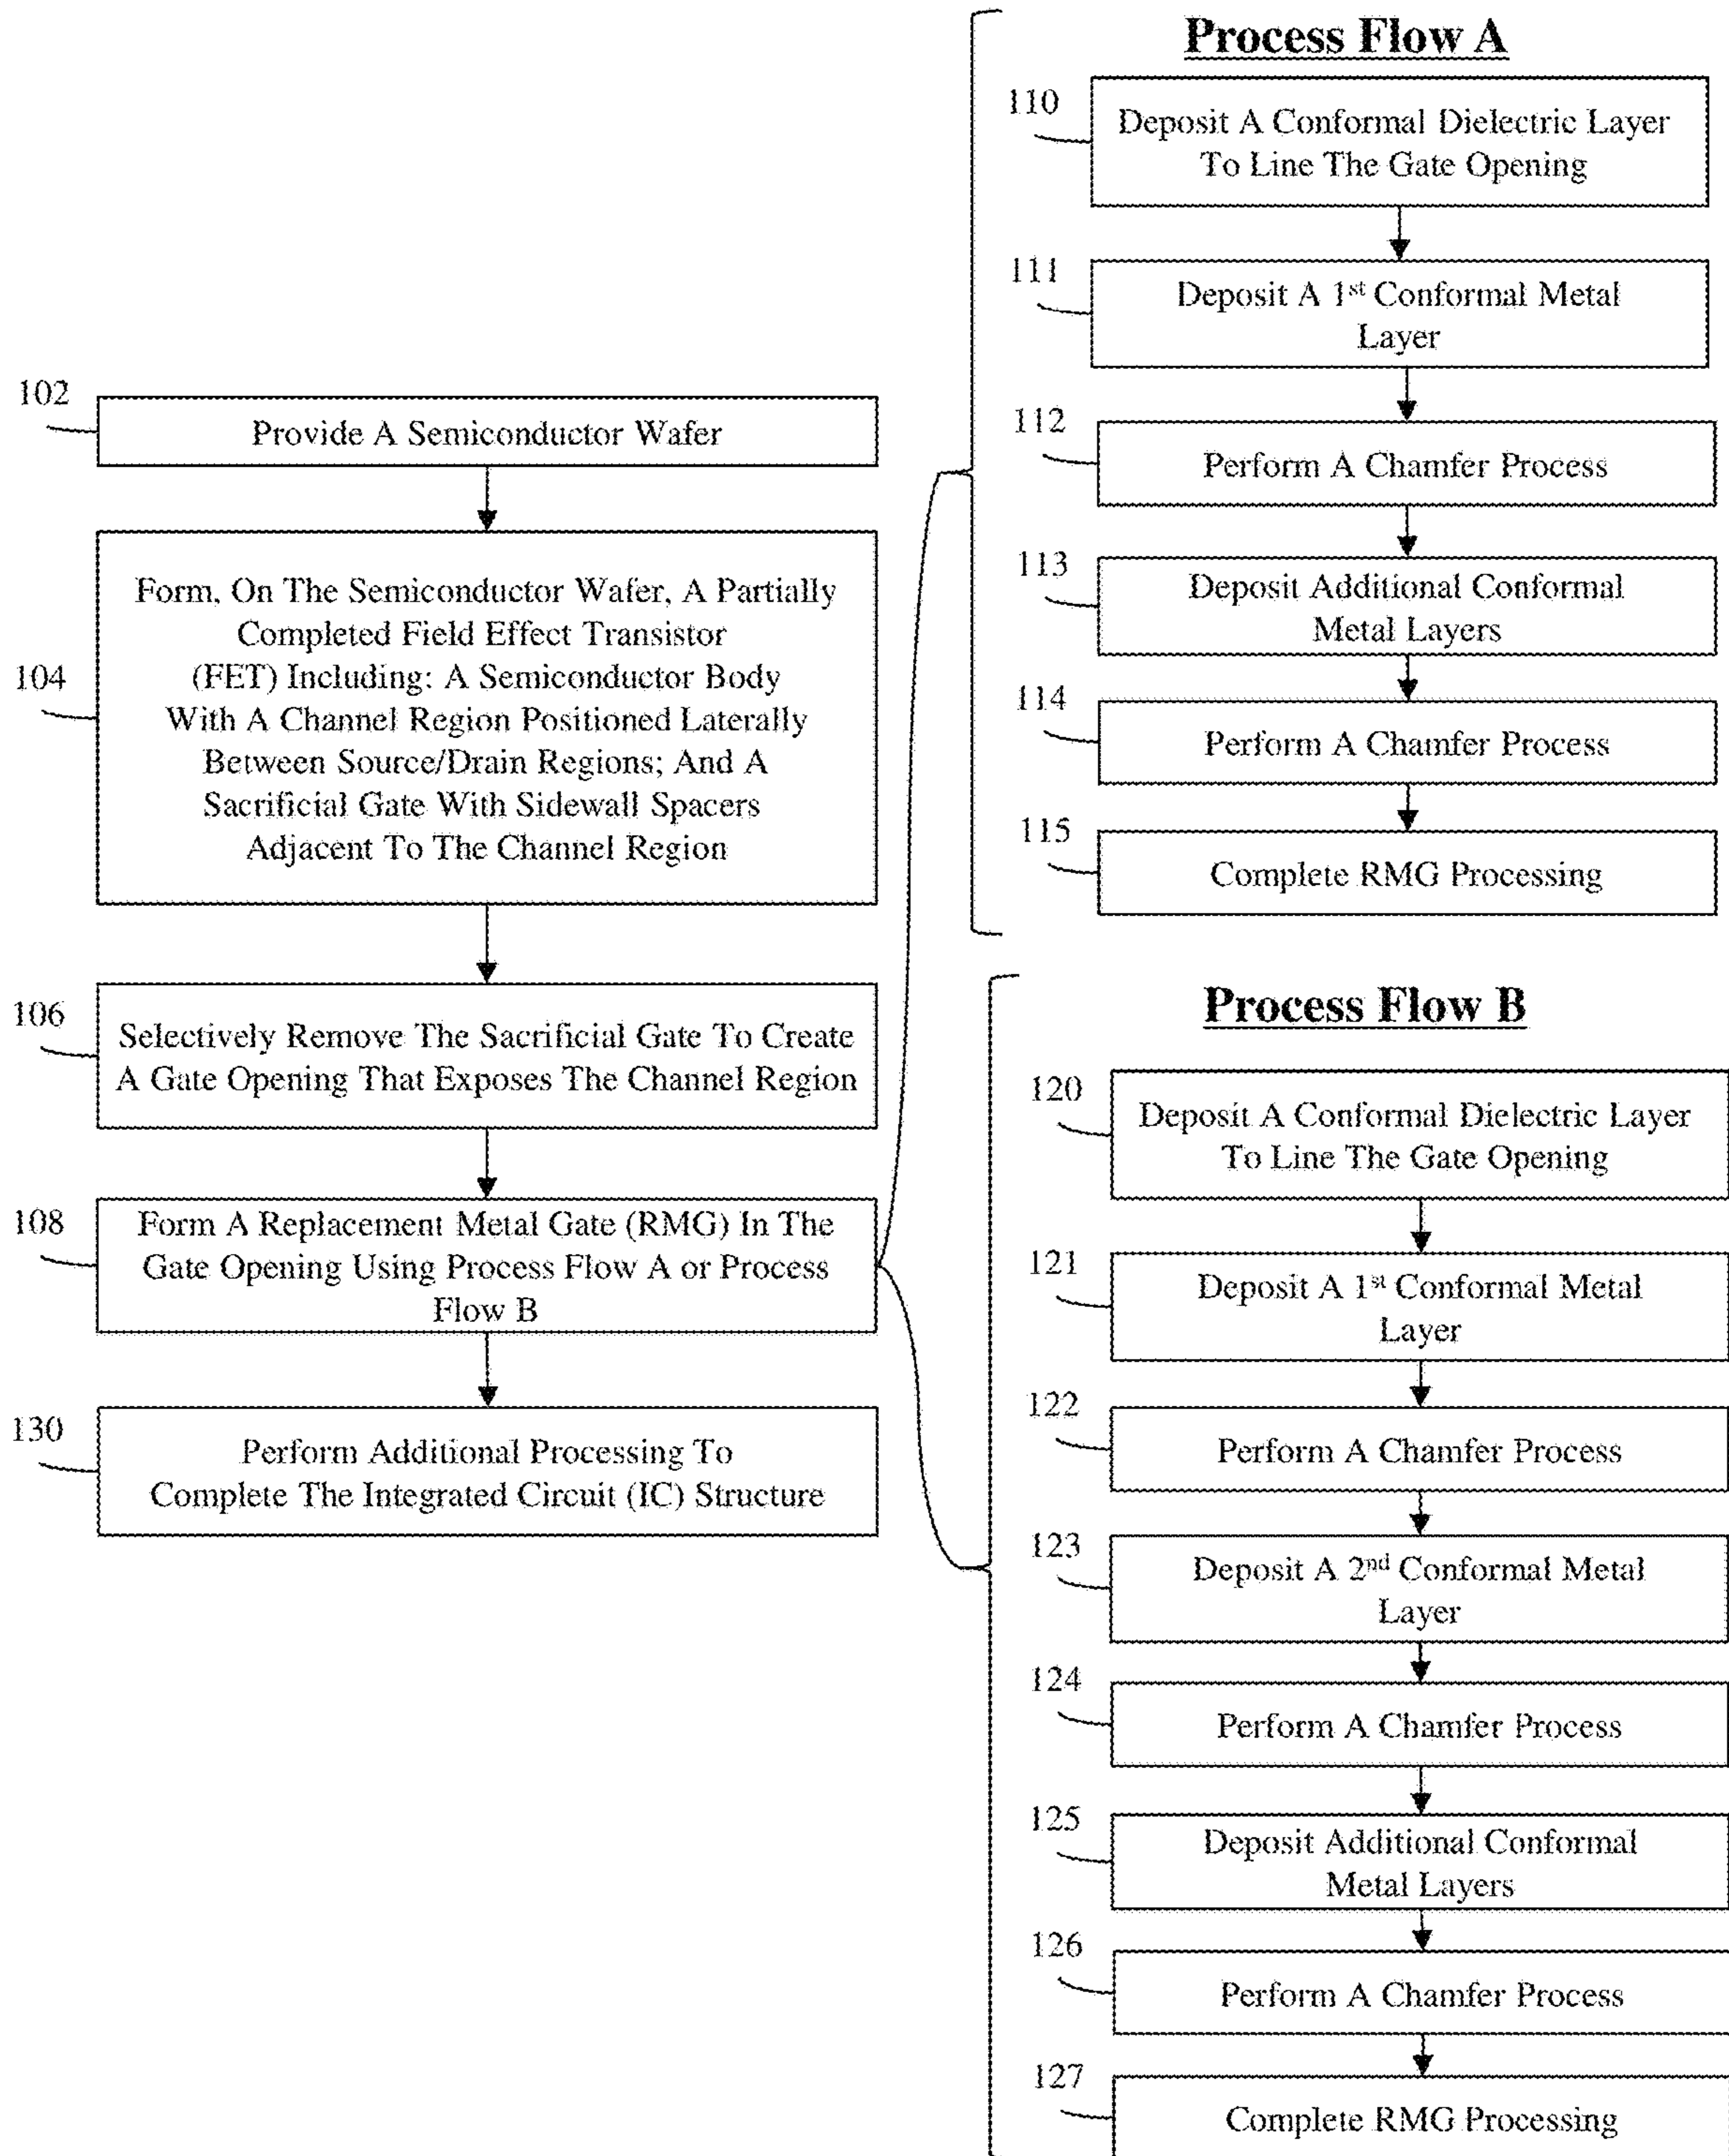 102
Provide A Semiconductor Wafer
104
Form, On The Semiconductor Wafer, A Partially
Completed Field Effect Transistor
(FET) Including: A Semiconductor Body
With A Channel Region Positioned Laterally
Between Source/Drain Regions; And A
Sacrificial Gate With Sidewall Spacers
Adjacent To The Channel Region
106
Selectively Remove The Sacrificial Gate To Create
A Gate Opening That Exposes The Channel Region
108
Form A Replacement Metal Gate (RMG) In The
Gate Opening Using Process Flow A or Process
Flow B
130
Perform Additional Processing To
Complete The Integrated Circuit (IC) Structure
Process Flow A
110
Deposit A Conformal Dielectric Layer
To Line The Gate Opening
111
Deposit A 1st Conformal Metal
Layer
112
Perform A Chamfer Process
113
Deposit Additional Conformal
Metal Layers
114
Perform A Chamfer Process
115
Complete RMG Processing
Process Flow B
120
Deposit A Conformal Dielectric Layer
To Line The Gate Opening
121
Deposit A 1st Conformal Metal
Layer
122
Perform A Chamfer Process
123
Deposit A 2nd Conformal Metal
Layer
124
Perform A Chamfer Process
125
Deposit Additional Conformal
Metal Layers
126
Perform A Chamfer Process
127
Complete RMG Processing